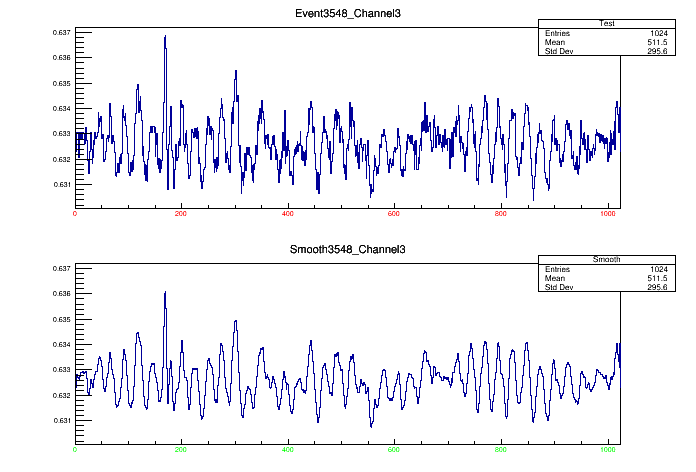 Event3548_Channel3
Test
Entries 1024
Mean 511.5
Std Dev 295.6
0.637
0.636
0.635
0.634
0.633
0.632
0.631
0 200 400 600 800 1000
Smooth3548_Channel3
Smooth
Entries 1024
Mean 511.5
Std Dev 295.6
0.637
0.636
0.635
0.634
0.633
0.632
0.631
0 200 400 600 800 1000